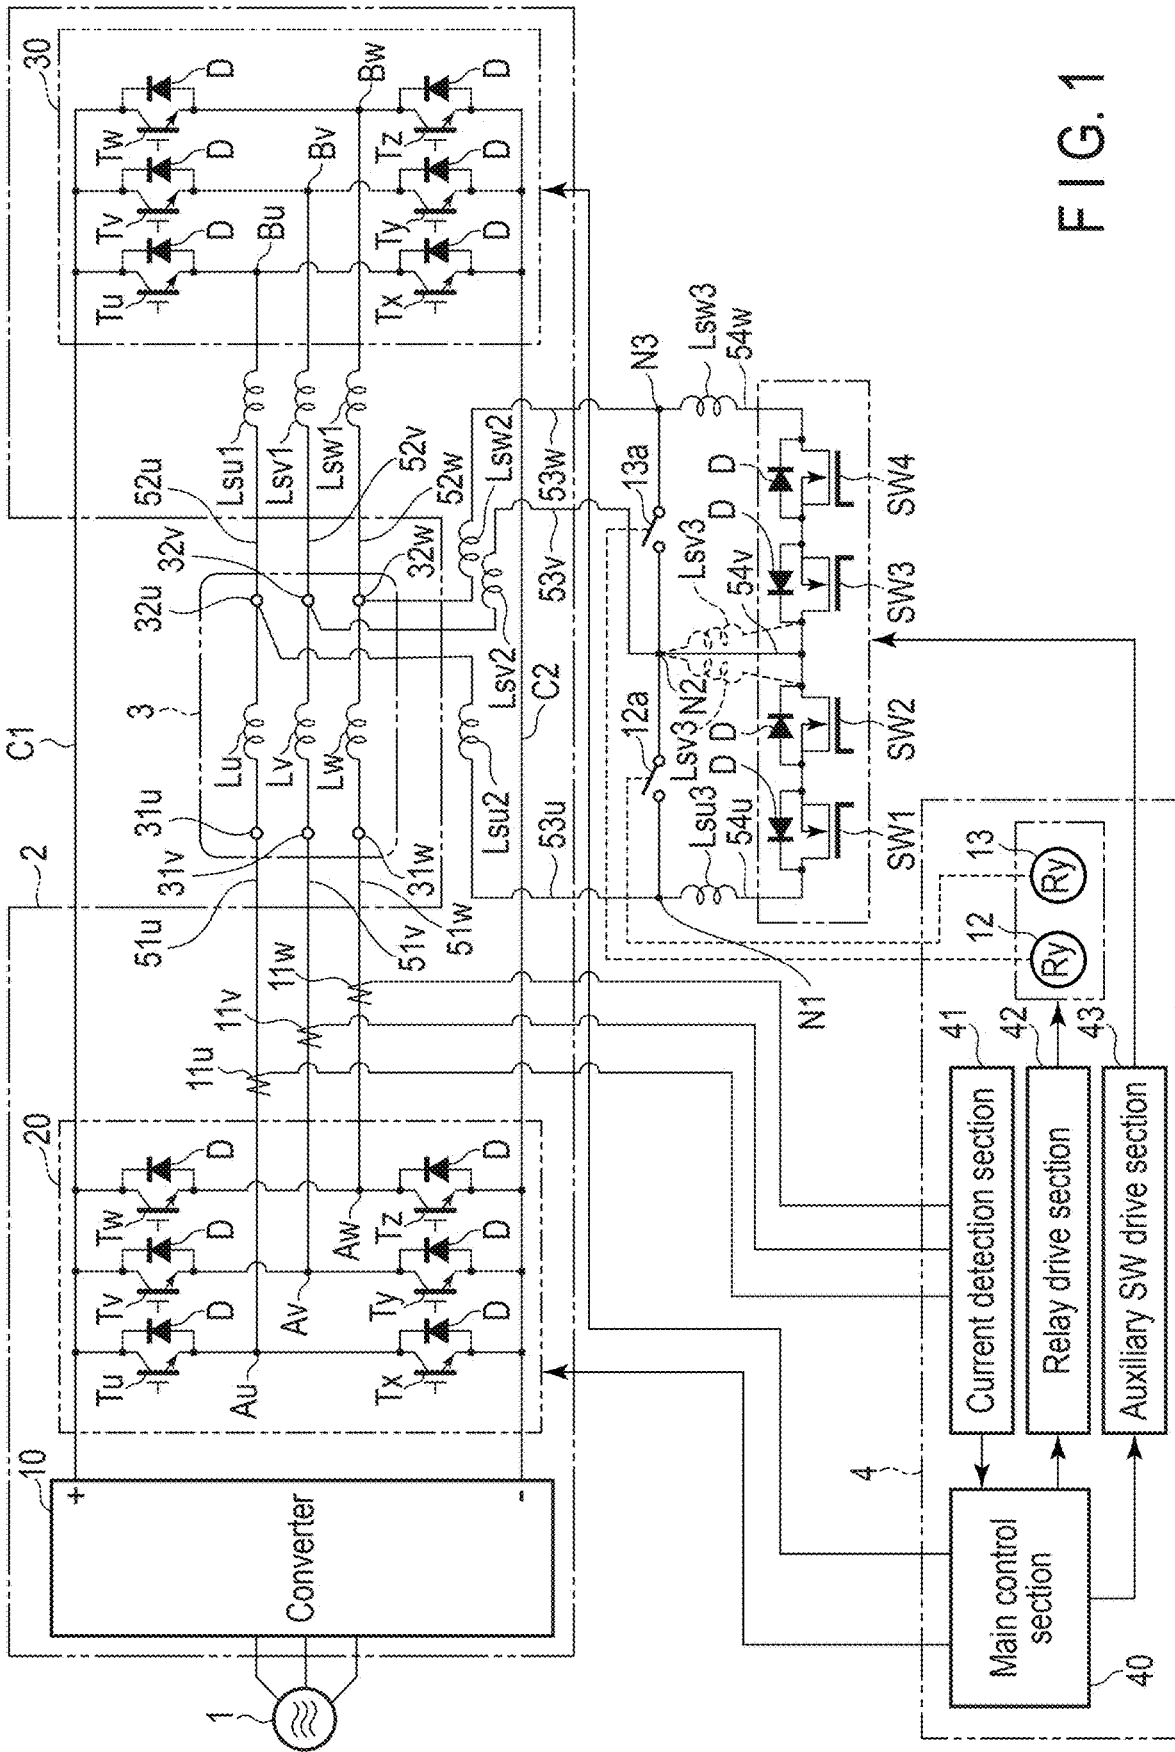 FIG. 1
1
10
Converter
+
-
20
Tu
D
Tv
D
Tw
D
Tx
D
Ty
D
Tz
D
Au
Av
Aw
11u
11v
11w
51u
51v
51w
2
C1
3
31u
31v
31w
Lu
Lv
Lw
32u
32v
32w
52u
52v
52w
Lsu1
Lsv1
Lsw1
30
Tu
D
Tv
D
Tw
D
Tx
D
Ty
D
Tz
D
Bu
Bv
Bw
Lsu2
Lsv2
Lsw2
C2
53u
53v
53w
N1
N2
N3
12a
13a
Lsu3
Lsv3
Lsv3
Lsw3
54u
54v
54w
D
D
D
D
SW1
SW2
SW3
SW4
4
40
Main control
section
41
Current detection section
42
Relay drive section
43
Auxiliary SW drive section
12
Ry
13
Ry